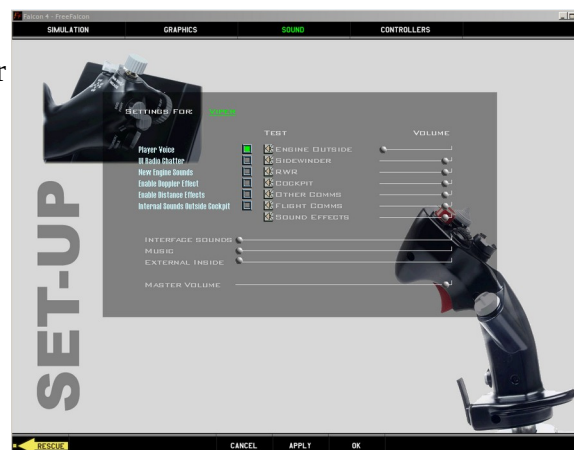 r
Falcon 4 - FreeFalcon
SIMULATION GRAPHICS SOUND CONTROLLERS
SETTINGS FOR VIPER
TEST VOLUME
Player Voice ENGINE OUTSIDE
UI Radio Chatter SIDEWINDER
New Engine Sounds RWR
Enable Doppler Effect COCKPIT
Enable Distance Effects OTHER COMMS
Internal Sounds Outside Cockpit FLIGHT COMMS
SOUND EFFECTS
INTERFACE SOUNDS
MUSIC
EXTERNAL INSIDE
MASTER VOLUME
SET-UP
RESCUE CANCEL APPLY OK